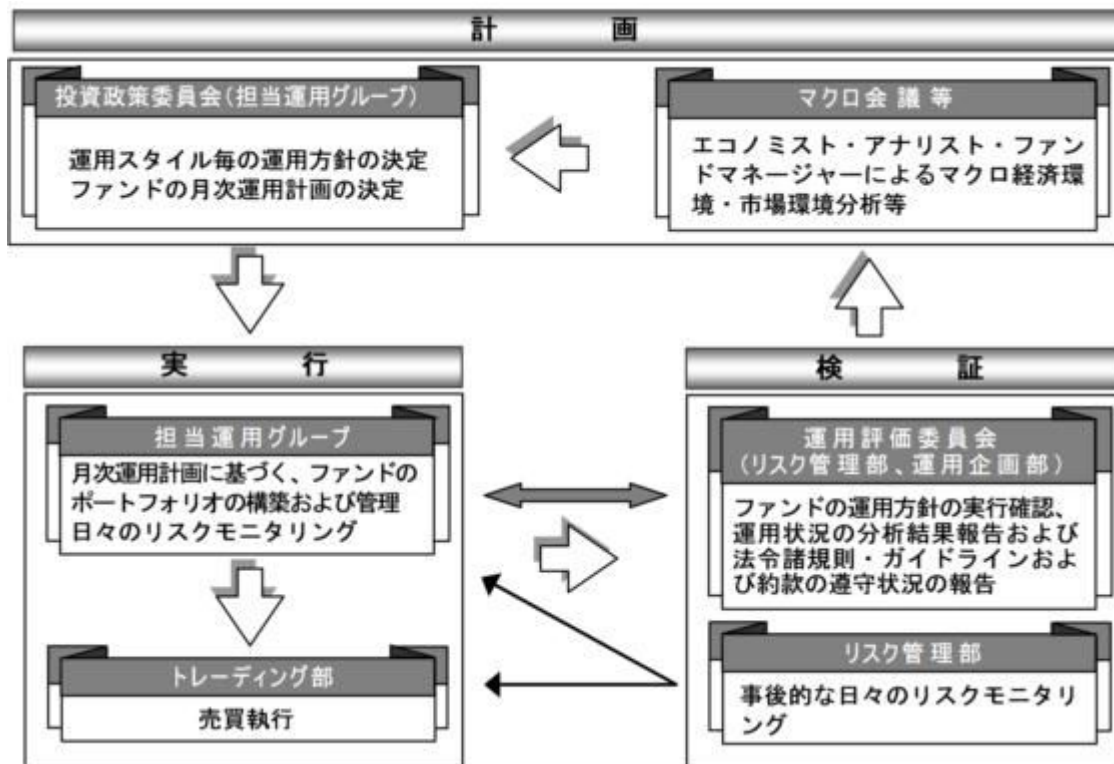 計画
投資政策委員会(担当運用グループ)
運用スタイル毎の運用方針の決定
ファンドの月次運用計画の決定
マクロ会議等
エコノミスト・アナリスト・ファン
ドマネージャーによるマクロ経済環
境・市場環境分析等
実行
担当運用グループ
月次運用計画に基づく、ファンドの
ポートフォリオの構築および管理
日々のリスクモニタリング
トレーディング部
売買執行
検証
運用評価委員会
(リスク管理部、運用企画部)
ファンドの運用方針の実行確認、
運用状況の分析結果報告および
法令諸規則・ガイドラインおよ
び約款の遵守状況の報告
リスク管理部
事後的な日々のリスクモニタリ
ング